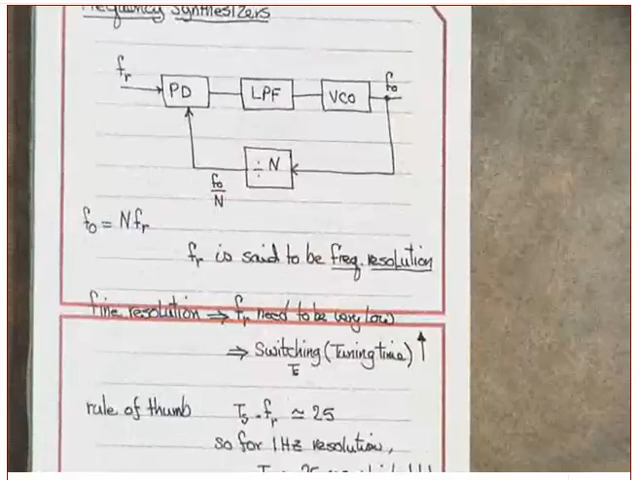 Frequency Synthesizers
fr
PD
LPF
VCO
fo
÷ N
fo/N
fo = Nfr
fr is said to be freq. resolution
fine resolution ⇒ fr need to be very low
⇒ Switching (Tuning time) ↑
Ts
rule of thumb Ts . fr ≃ 25
so for 1Hz resolution,